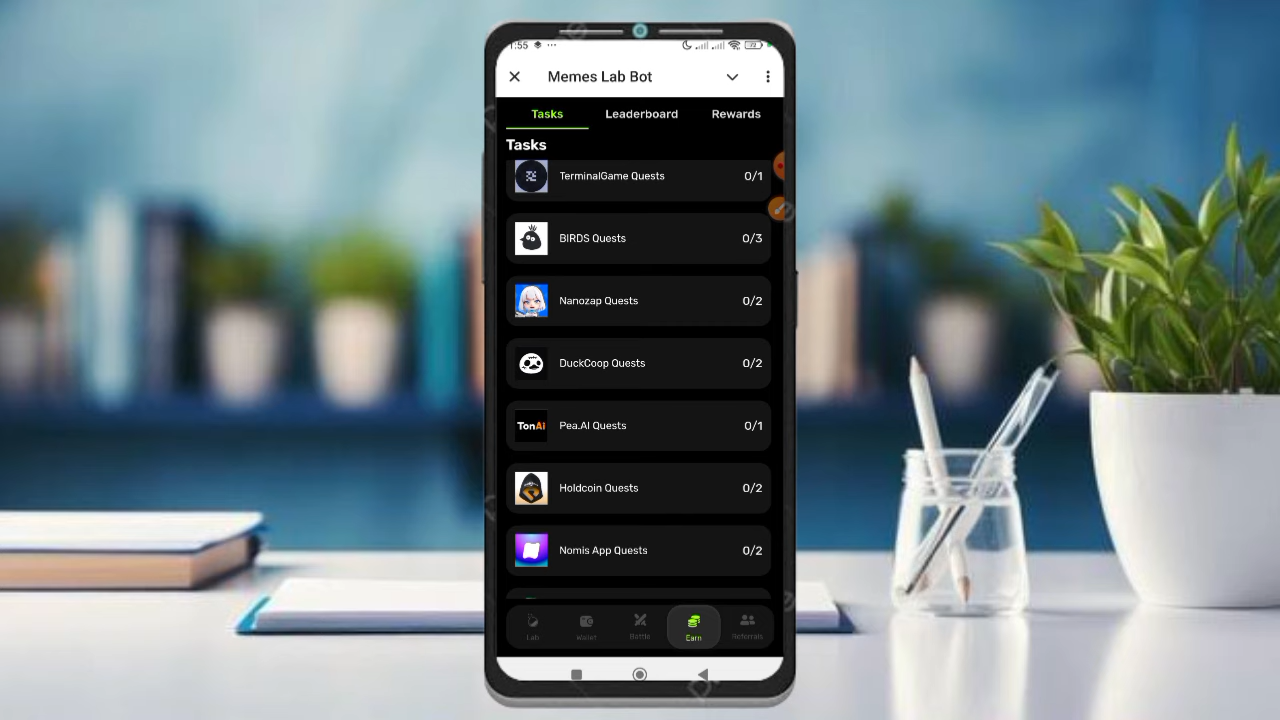 :55
72
Memes Lab Bot
Tasks Leaderboard Rewards
Tasks
TerminalGame Quests 0/1
BIRDS Quests 0/3
Nanozap Quests 0/2
DuckCoop Quests 0/2
TonAi Pea.AI Quests 0/1
Holdcoin Quests 0/2
Nomis App Quests 0/2
Lab Wallet Battle Earn Referrals